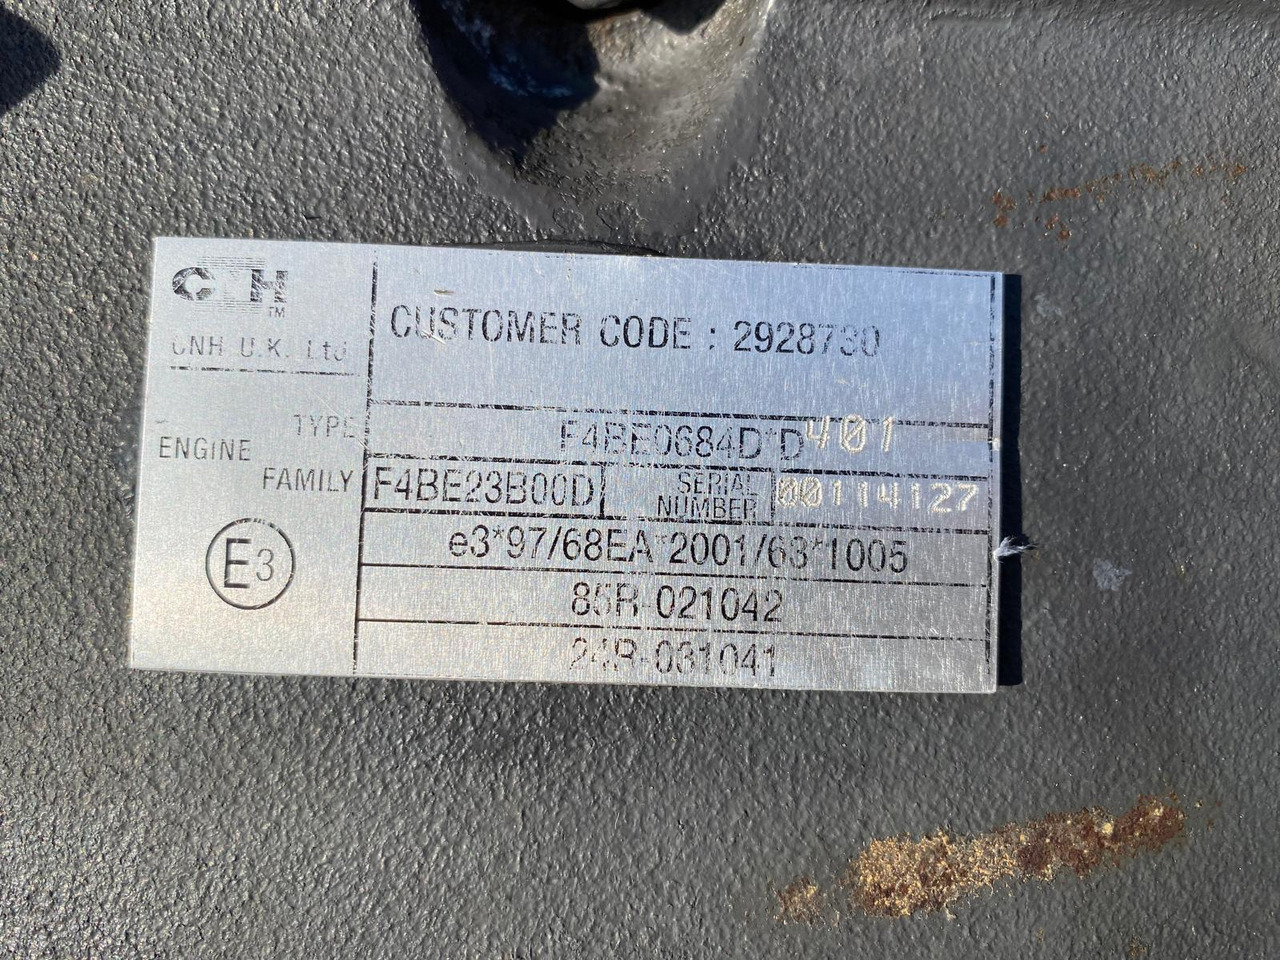 CNH™
CNH U.K. Ltd
CUSTOMER CODE : 2928730
ENGINE
TYPE F4BE0684D*D401
FAMILY F4BE23B00D SERIAL NUMBER 00114127
E3
e3*97/68EA*2001/63*1005
85R-021042
24R-031041